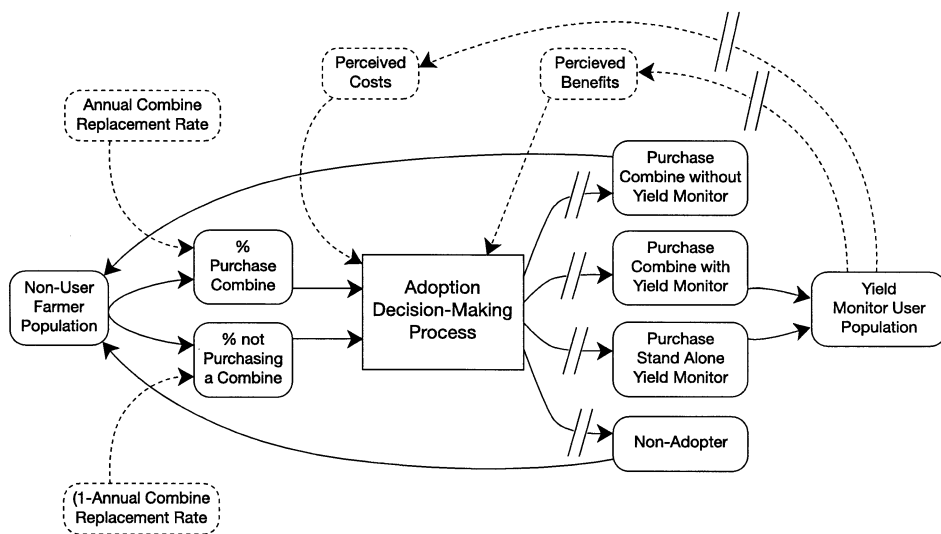 Perceived
Costs
Percieved
Benefits
Annual Combine
Replacement Rate
Purchase
Combine without
Yield Monitor
%
Purchase
Combine
Purchase
Combine with
Yield Monitor
Non-User
Farmer
Population
Adoption
Decision-Making
Process
Yield
Monitor User
Population
% not
Purchasing
a Combine
Purchase
Stand Alone
Yield Monitor
Non-Adopter
(1-Annual Combine
Replacement Rate